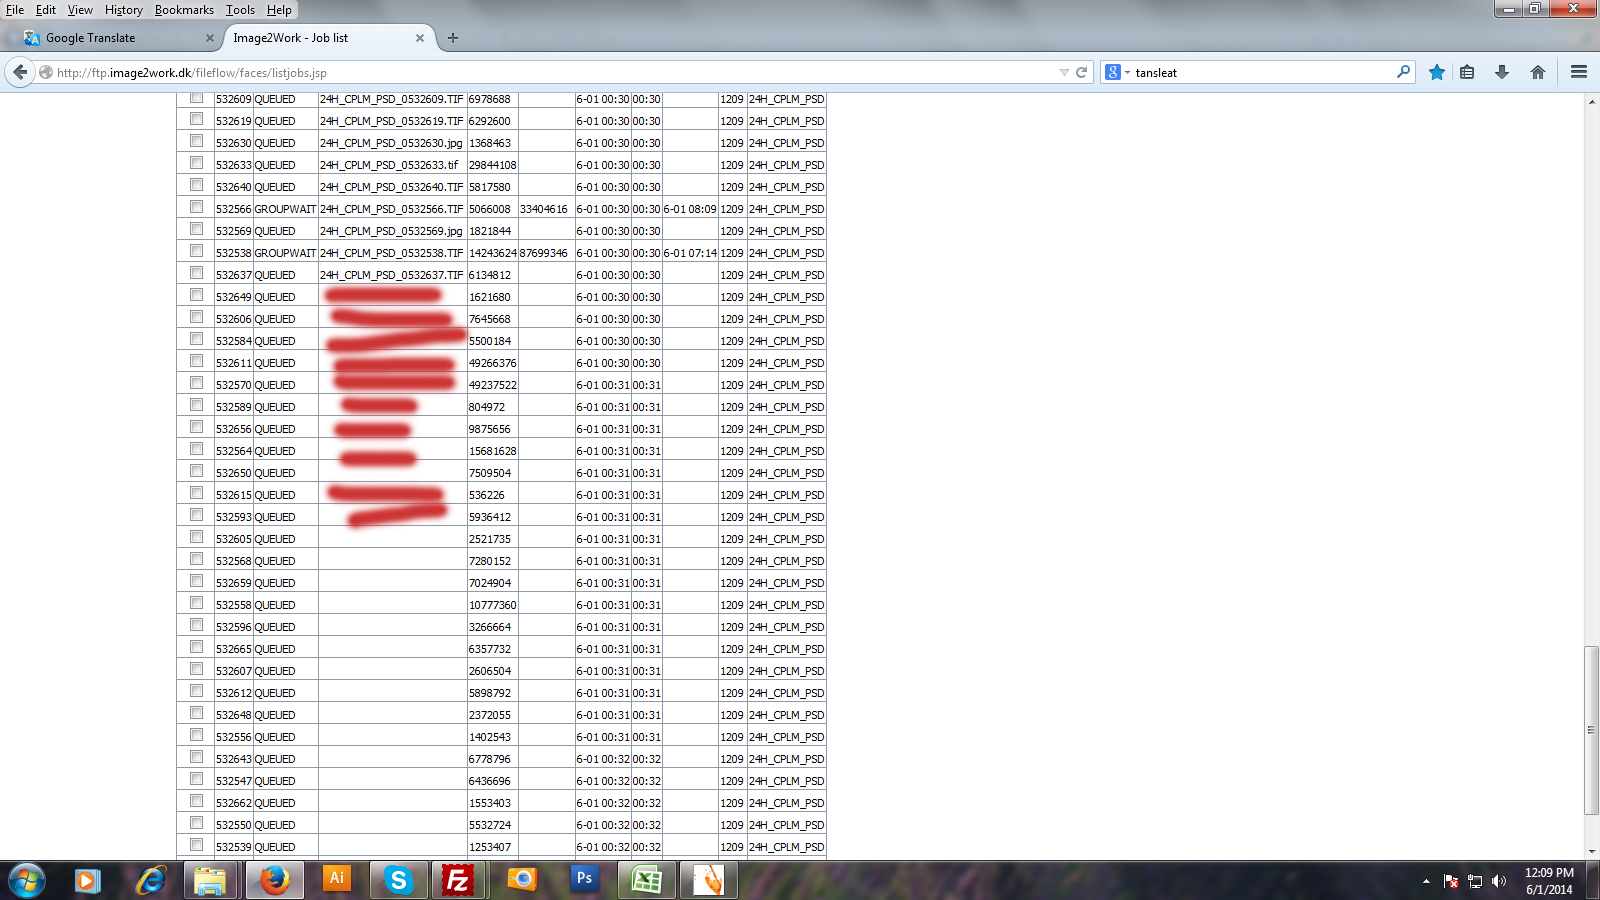 File Edit View History Bookmarks Tools Help
Google Translate Image2Work - Job list
http://ftp.image2work.dk/fileflow/faces/listjobs.jsp tansleat
532609 QUEUED 24H_CPLM_PSD_0532609.TIF 6978688 6-01 00:30 00:30 1209 24H_CPLM_PSD
532619 QUEUED 24H_CPLM_PSD_0532619.TIF 6292600 6-01 00:30 00:30 1209 24H_CPLM_PSD
532630 QUEUED 24H_CPLM_PSD_0532630.jpg 1368463 6-01 00:30 00:30 1209 24H_CPLM_PSD
532633 QUEUED 24H_CPLM_PSD_0532633.tif 29844108 6-01 00:30 00:30 1209 24H_CPLM_PSD
532640 QUEUED 24H_CPLM_PSD_0532640.TIF 5817580 6-01 00:30 00:30 1209 24H_CPLM_PSD
532566 GROUPWAIT 24H_CPLM_PSD_0532566.TIF 5066008 33404616 6-01 00:30 00:30 6-01 08:09 1209 24H_CPLM_PSD
532569 QUEUED 24H_CPLM_PSD_0532569.jpg 1821844 6-01 00:30 00:30 1209 24H_CPLM_PSD
532538 GROUPWAIT 24H_CPLM_PSD_0532538.TIF 14243624 87699346 6-01 00:30 00:30 6-01 07:14 1209 24H_CPLM_PSD
532637 QUEUED 24H_CPLM_PSD_0532637.TIF 6134812 6-01 00:30 00:30 1209 24H_CPLM_PSD
532649 QUEUED 1621680 6-01 00:30 00:30 1209 24H_CPLM_PSD
532606 QUEUED 7645668 6-01 00:30 00:30 1209 24H_CPLM_PSD
532584 QUEUED 5500184 6-01 00:30 00:30 1209 24H_CPLM_PSD
532611 QUEUED 49266376 6-01 00:30 00:30 1209 24H_CPLM_PSD
532570 QUEUED 49237522 6-01 00:31 00:31 1209 24H_CPLM_PSD
532589 QUEUED 804972 6-01 00:31 00:31 1209 24H_CPLM_PSD
532656 QUEUED 9875656 6-01 00:31 00:31 1209 24H_CPLM_PSD
532564 QUEUED 15681628 6-01 00:31 00:31 1209 24H_CPLM_PSD
532650 QUEUED 7509504 6-01 00:31 00:31 1209 24H_CPLM_PSD
532615 QUEUED 536226 6-01 00:31 00:31 1209 24H_CPLM_PSD
532593 QUEUED 5936412 6-01 00:31 00:31 1209 24H_CPLM_PSD
532605 QUEUED 2521735 6-01 00:31 00:31 1209 24H_CPLM_PSD
532568 QUEUED 7280152 6-01 00:31 00:31 1209 24H_CPLM_PSD
532659 QUEUED 7024904 6-01 00:31 00:31 1209 24H_CPLM_PSD
532558 QUEUED 10777360 6-01 00:31 00:31 1209 24H_CPLM_PSD
532596 QUEUED 3266664 6-01 00:31 00:31 1209 24H_CPLM_PSD
532665 QUEUED 6357732 6-01 00:31 00:31 1209 24H_CPLM_PSD
532607 QUEUED 2606504 6-01 00:31 00:31 1209 24H_CPLM_PSD
532612 QUEUED 5898792 6-01 00:31 00:31 1209 24H_CPLM_PSD
532648 QUEUED 2372055 6-01 00:31 00:31 1209 24H_CPLM_PSD
532556 QUEUED 1402543 6-01 00:31 00:31 1209 24H_CPLM_PSD
532643 QUEUED 6778796 6-01 00:32 00:32 1209 24H_CPLM_PSD
532547 QUEUED 6436696 6-01 00:32 00:32 1209 24H_CPLM_PSD
532662 QUEUED 1553403 6-01 00:32 00:32 1209 24H_CPLM_PSD
532550 QUEUED 5532724 6-01 00:32 00:32 1209 24H_CPLM_PSD
532539 QUEUED 1253407 6-01 00:32 00:32 1209 24H_CPLM_PSD
Ai Ps 12:09 PM
6/1/2014